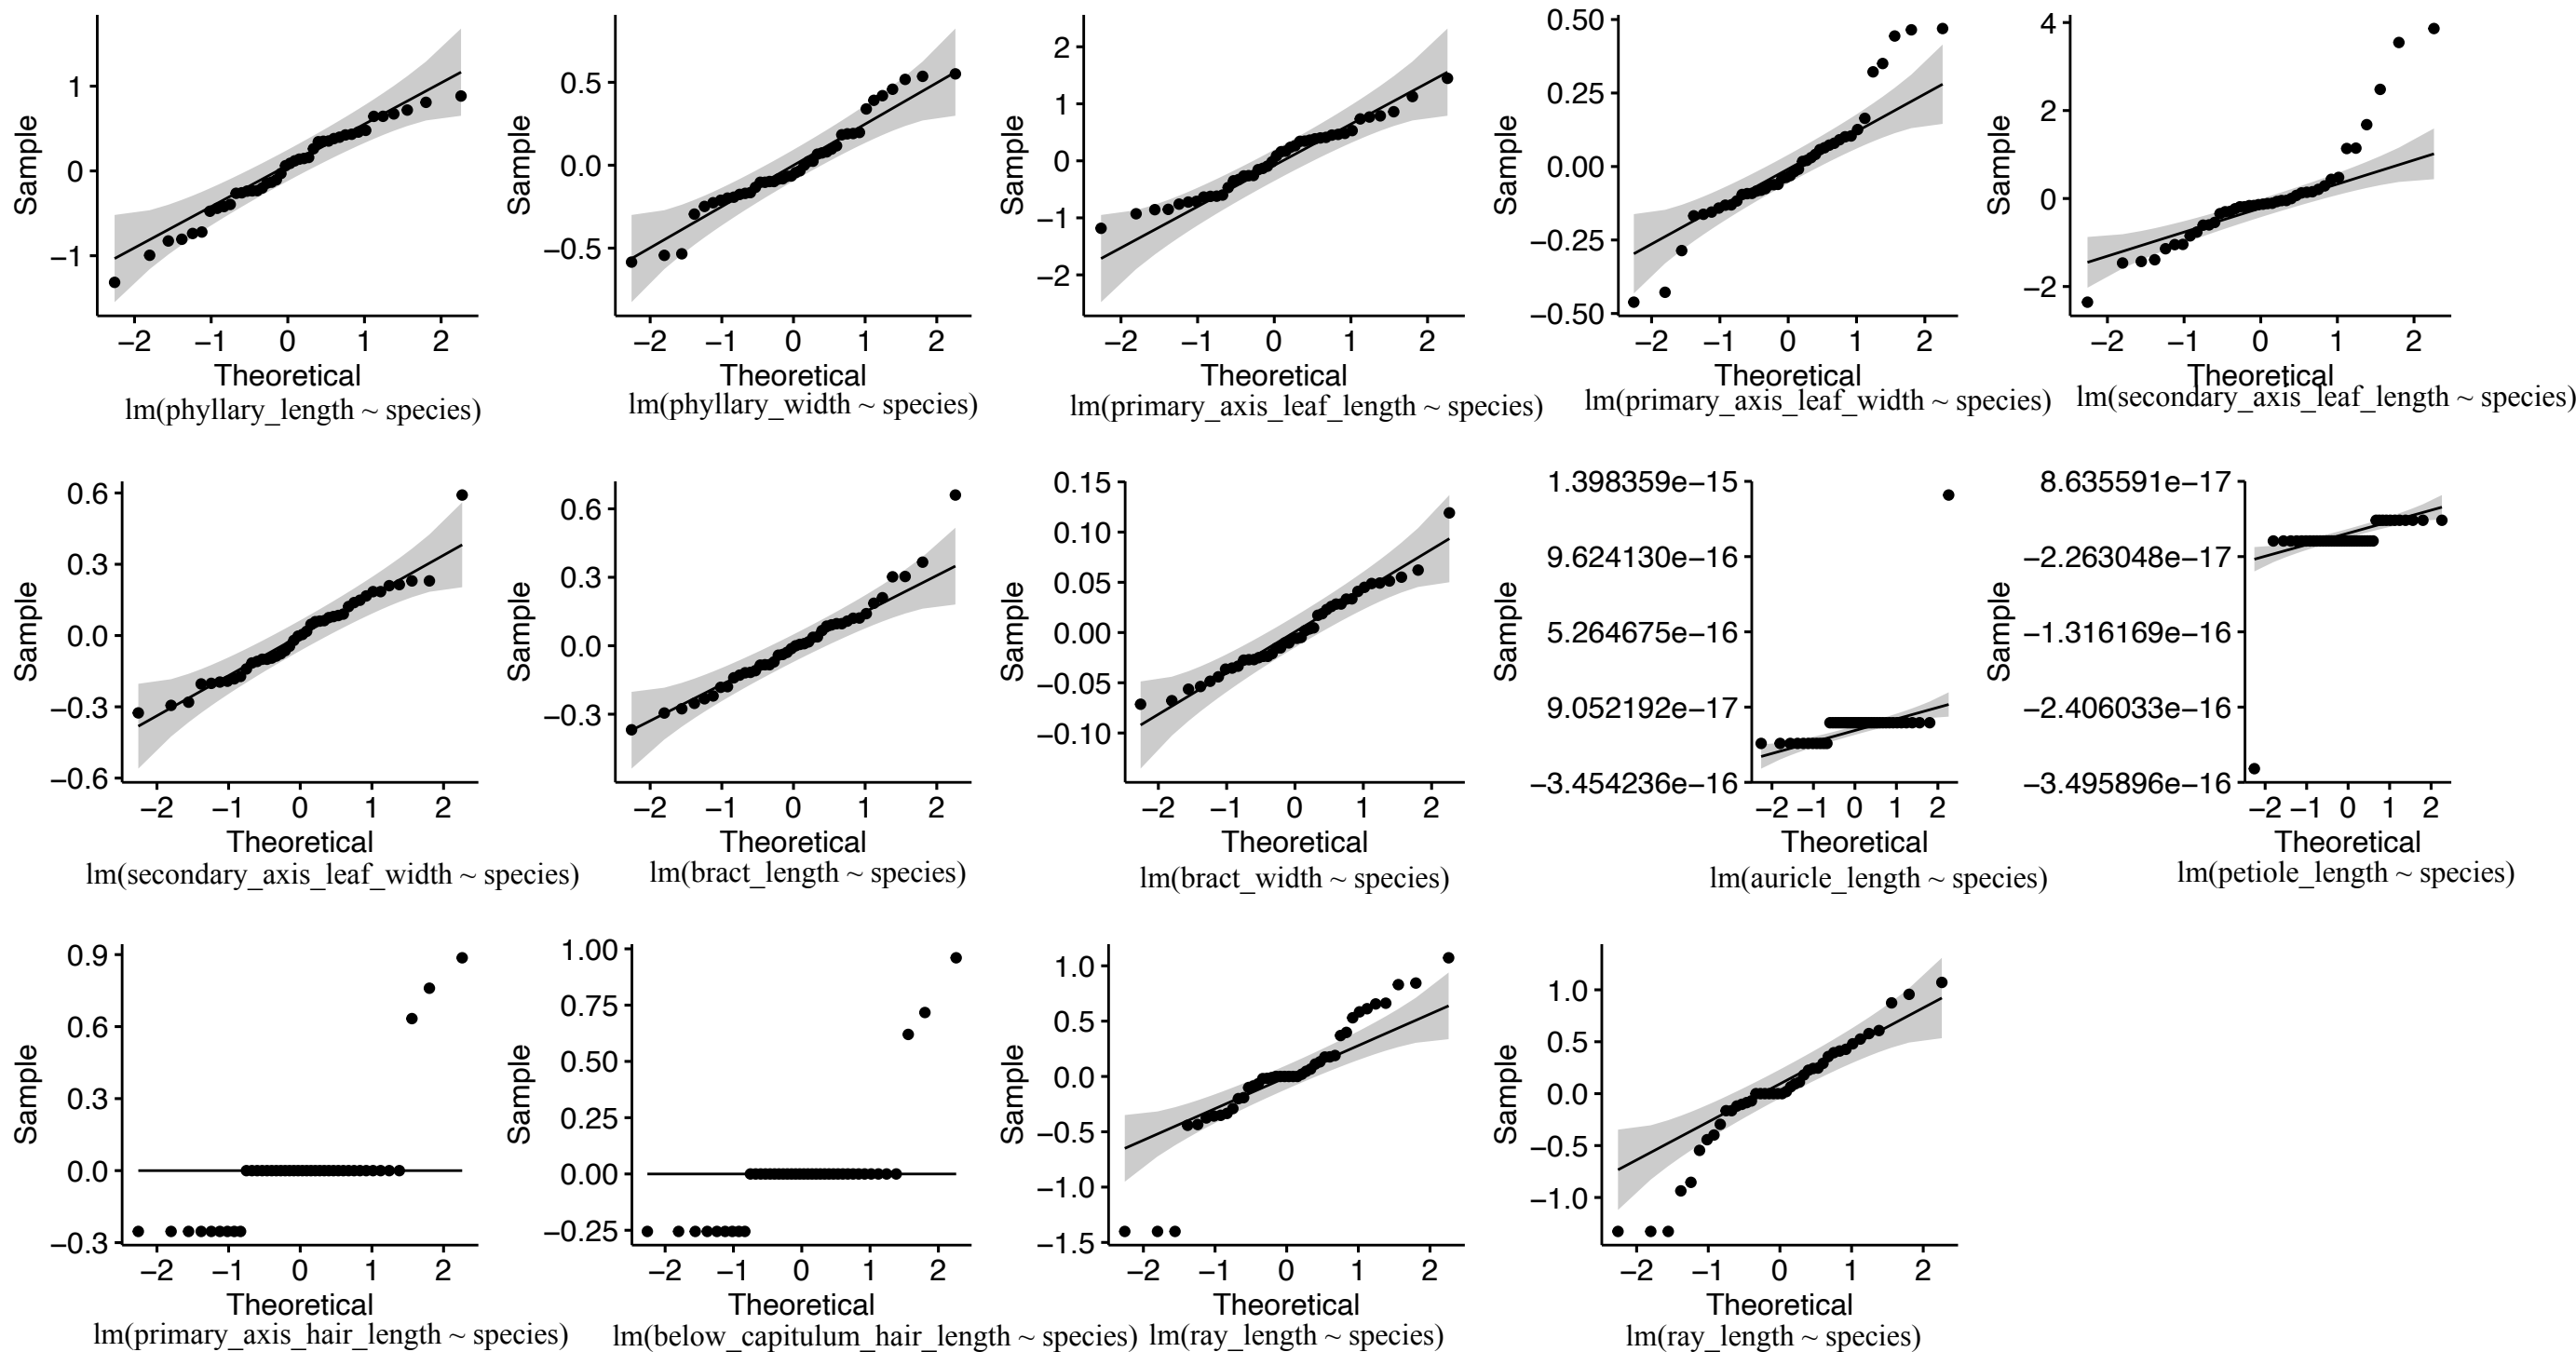 Sample
1
0
−1
−2 −1 0 1 2
Theoretical
lm(phyllary_length ~ species)
Sample
0.5
0.0
−0.5
−2 −1 0 1 2
Theoretical
lm(phyllary_width ~ species)
Sample
2
1
0
−1
−2
−2 −1 0 1 2
Theoretical
lm(primary_axis_leaf_length ~ species)
Sample
0.50
0.25
0.00
−0.25
−0.50
−2 −1 0 1 2
Theoretical
lm(primary_axis_leaf_width ~ species)
Sample
4
2
0
−2
−2 −1 0 1 2
Theoretical
lm(secondary_axis_leaf_length ~ species)
Sample
0.6
0.3
0.0
−0.3
−0.6
−2 −1 0 1 2
Theoretical
lm(secondary_axis_leaf_width ~ species)
Sample
0.6
0.3
0.0
−0.3
−2 −1 0 1 2
Theoretical
lm(bract_length ~ species)
Sample
0.15
0.10
0.05
0.00
−0.05
−0.10
−2 −1 0 1 2
Theoretical
lm(bract_width ~ species)
Sample
1.398359e−15
9.624130e−16
5.264675e−16
9.052192e−17
−3.454236e−16
−2 −1 0 1 2
Theoretical
lm(auricle_length ~ species)
Sample
8.635591e−17
−2.263048e−17
−1.316169e−16
−2.406033e−16
−3.495896e−16
−2 −1 0 1 2
Theoretical
lm(petiole_length ~ species)
Sample
0.9
0.6
0.3
0.0
−0.3
−2 −1 0 1 2
Theoretical
lm(primary_axis_hair_length ~ species)
Sample
1.00
0.75
0.50
0.25
0.00
−0.25
−2 −1 0 1 2
Theoretical
lm(below_capitulum_hair_length ~ species)
Sample
1.0
0.5
0.0
−0.5
−1.0
−1.5
−2 −1 0 1 2
Theoretical
lm(ray_length ~ species)
Sample
1.0
0.5
0.0
−0.5
−1.0
−2 −1 0 1 2
Theoretical
lm(ray_length ~ species)